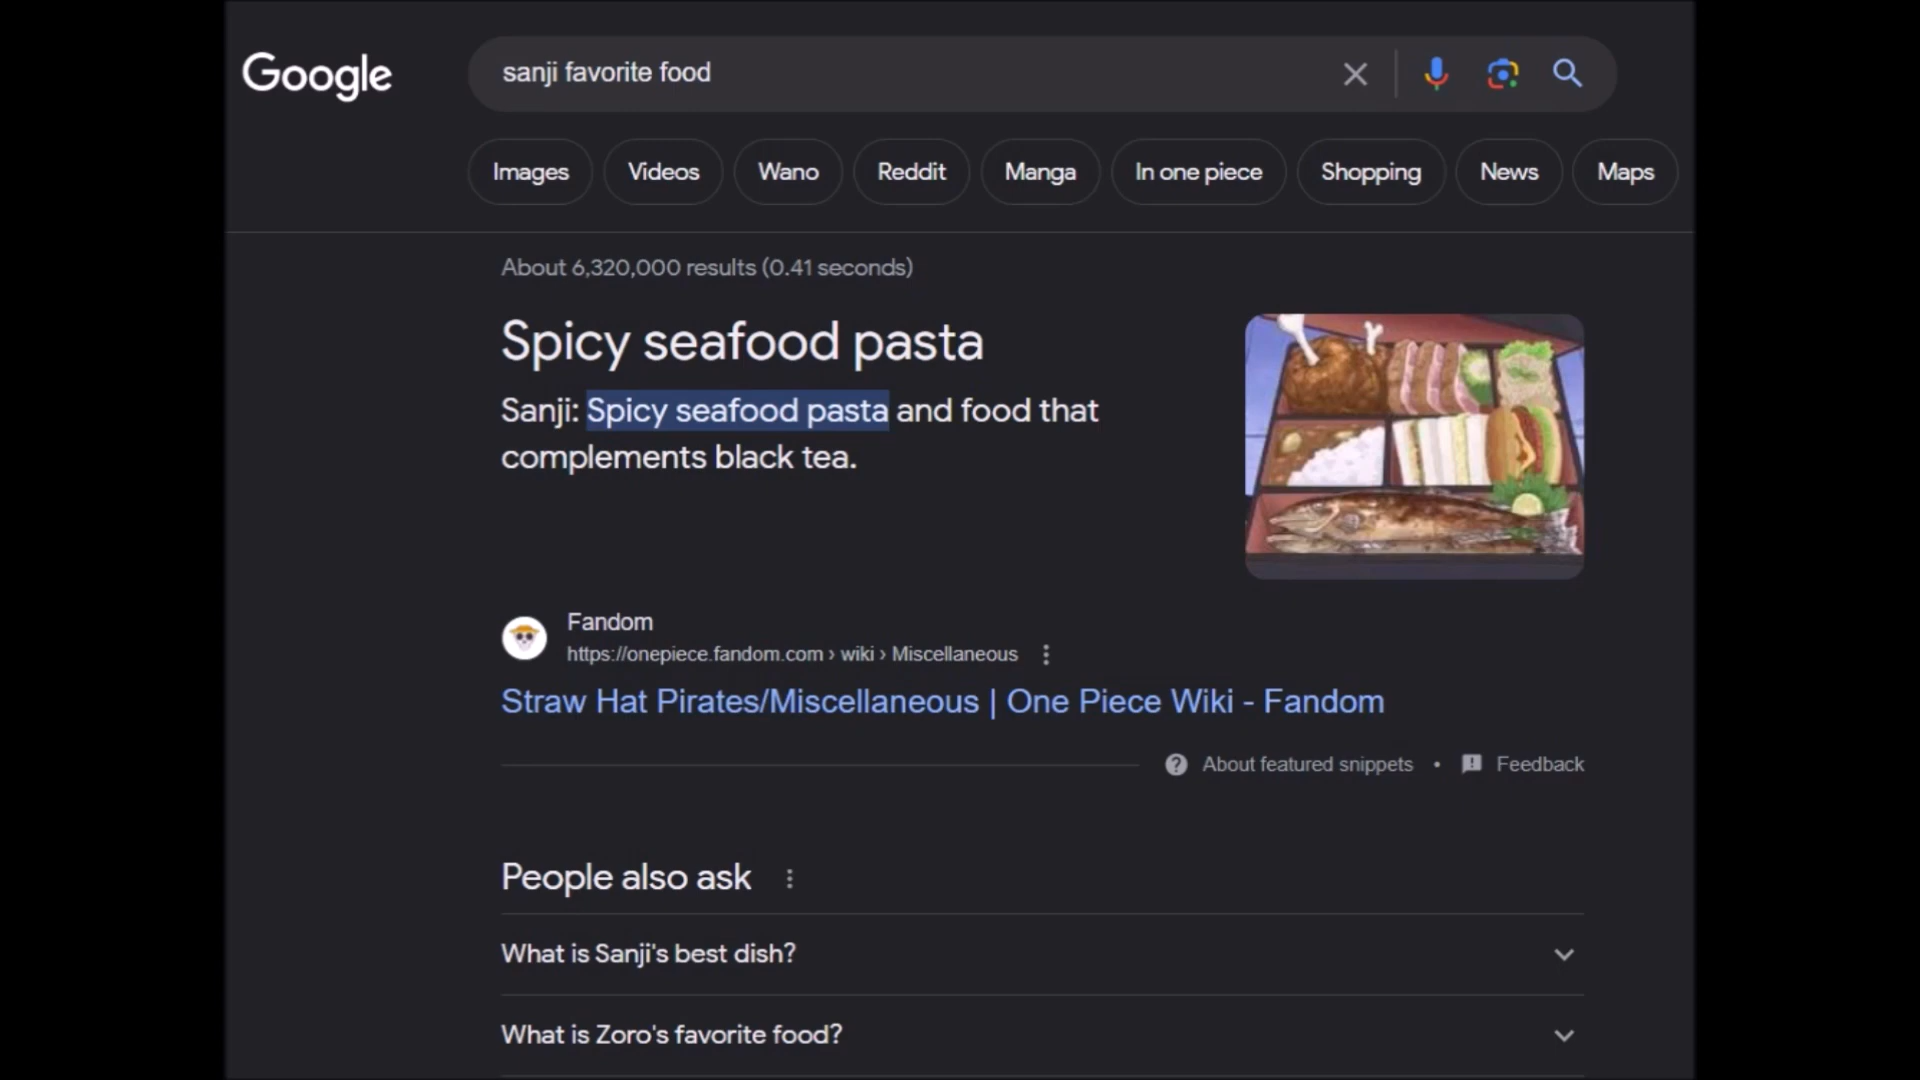 Google
sanji favorite food
Images Videos Wano Reddit Manga In one piece Shopping News Maps
About 6,320,000 results (0.41 seconds)
Spicy seafood pasta
Sanji: Spicy seafood pasta and food that
complements black tea.
Fandom
https://onepiece.fandom.com › wiki › Miscellaneous
Straw Hat Pirates/Miscellaneous | One Piece Wiki - Fandom
About featured snippets • Feedback
People also ask
What is Sanji's best dish?
What is Zoro's favorite food?